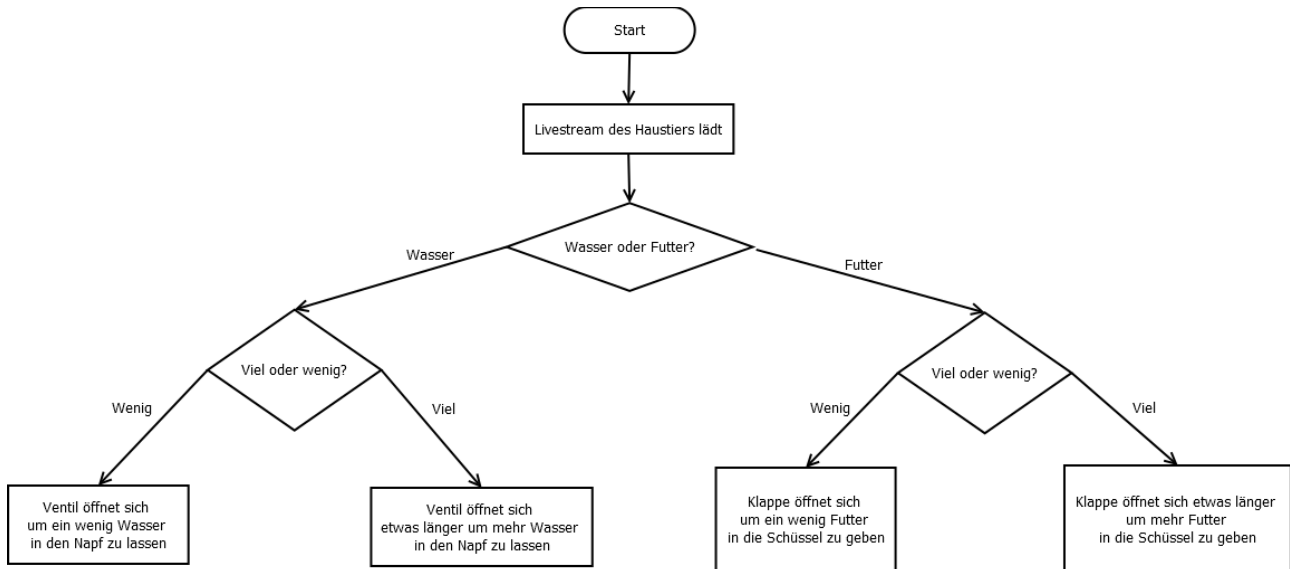 Start
Livestream des Haustiers lädt
Wasser oder Futter?
Wasser
Futter
Viel oder wenig?
Viel oder wenig?
Wenig
Viel
Wenig
Viel
Ventil öffnet sich
um ein wenig Wasser
in den Napf zu lassen
Ventil öffnet sich
etwas länger um mehr Wasser
in den Napf zu lassen
Klappe öffnet sich
um ein wenig Futter
in die Schüssel zu geben
Klappe öffnet sich etwas länger
um mehr Futter
in die Schüssel zu geben